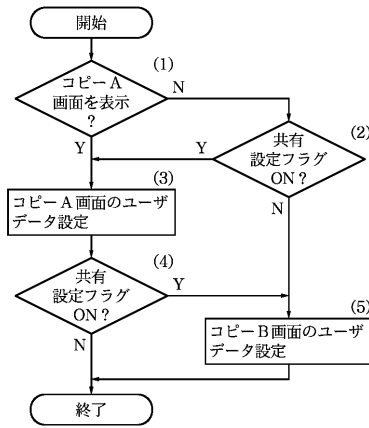 開始
(1)
コピーA
画面を表示
?
N
Y
(2)
共有
設定フラグ
ON?
Y
N
(3)
コピーA画面のユーザ
データ設定
(4)
共有
設定フラグ
ON?
Y
N
(5)
コピーB画面のユーザ
データ設定
終了